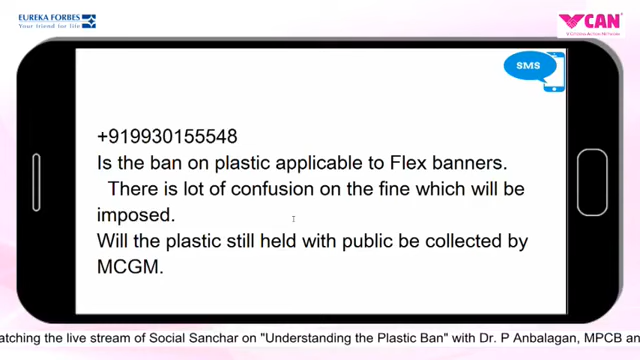 EUREKA FORBES
Your friend for life
VCAN
V Citizens Action Network
SMS
+919930155548
Is the ban on plastic applicable to Flex banners.
There is lot of confusion on the fine which will be
imposed.
Will the plastic still held with public be collected by
MCGM.
atching the live stream of Social Sanchar on "Understanding the Plastic Ban" with Dr. P Anbalagan, MPCB an